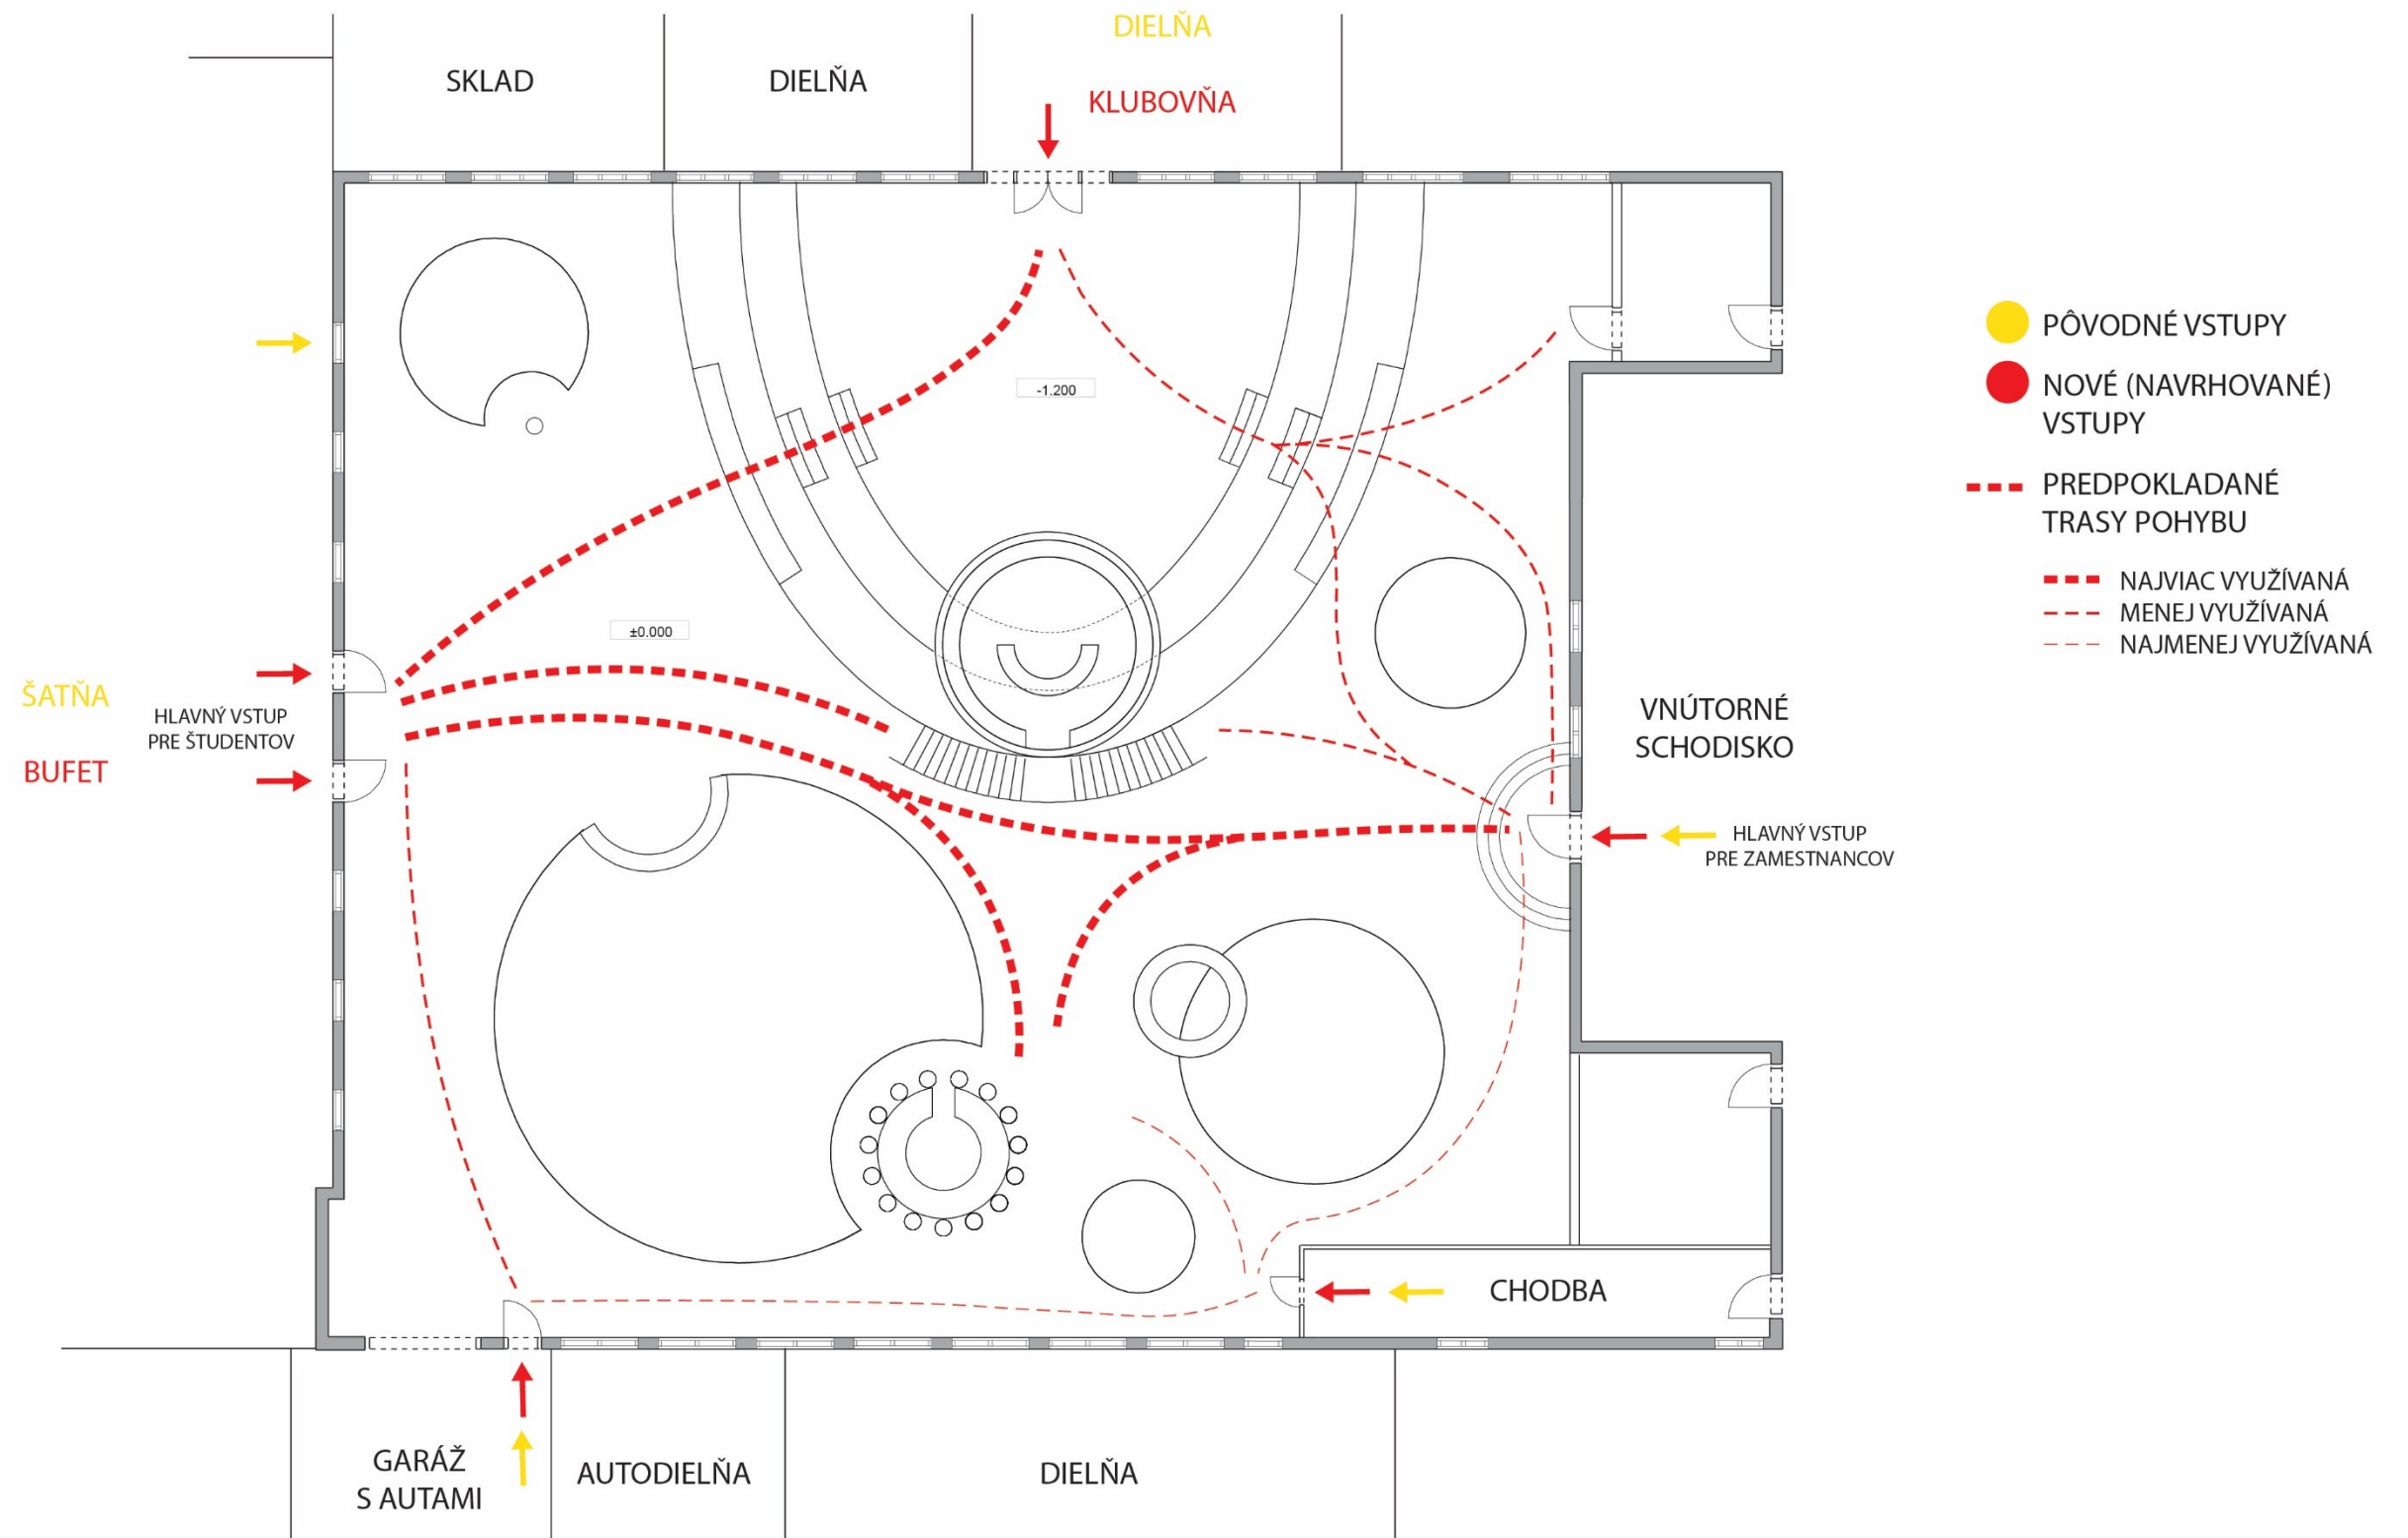 DIELŇA
SKLAD
DIELŇA
KLUBOVŇA
-1.200
±0.000
ŠATŇA
BUFET
HLAVNÝ VSTUP
PRE ŠTUDENTOV
VNÚTORNÉ
SCHODISKO
HLAVNÝ VSTUP
PRE ZAMESTNANCOV
CHODBA
GARÁŽ
S AUTAMI
AUTODIELŇA
DIELŇA
PÔVODNÉ VSTUPY
NOVÉ (NAVRHOVANÉ)
VSTUPY
PREDPOKLADANÉ
TRASY POHYBU
NAJVIAC VYUŽÍVANÁ
MENEJ VYUŽÍVANÁ
NAJMENEJ VYUŽÍVANÁ